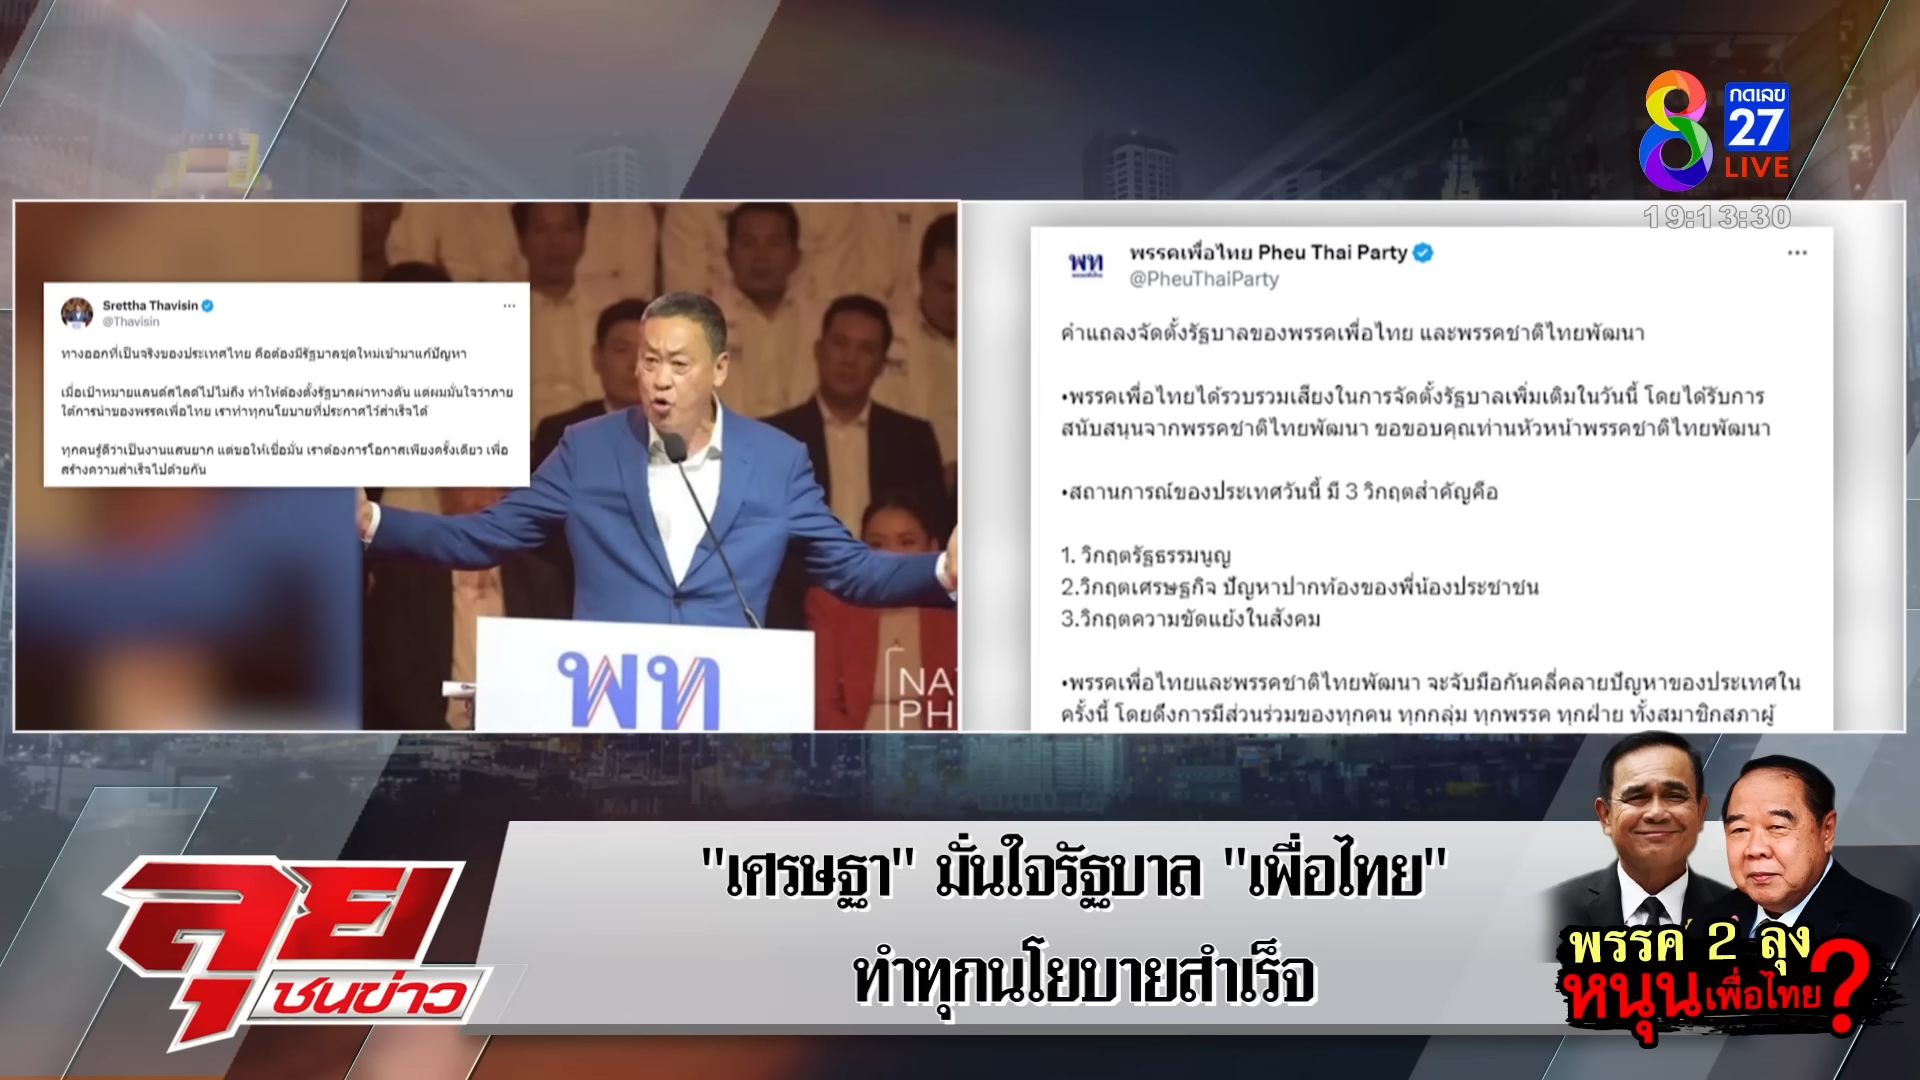 กดเลข
27
LIVE
19:13:30
Srettha Thavisin
@Thavisin
ทางออกที่เป็นจริงของประเทศไทย คือต้องมีรัฐบาลชุดใหม่เข้ามาแก้ปัญหา
เมื่อเป้าหมายแลนด์สไลด์ไปไม่ถึง ทำให้ต้องตั้งรัฐบาลผ่าทางตัน แต่ผมมั่นใจว่าภาย
ใต้การนำของพรรคเพื่อไทย เราทำทุกนโยบายที่ประกาศไว้สำเร็จได้
ทุกคนรู้ดีว่าเป็นงานแสนยาก แต่ขอให้เชื่อมั่น เราต้องการโอกาสเพียงครั้งเดียว เพื่อ
สร้างความสำเร็จไปด้วยกัน
พท
NA
PH
พท
พรรคเพื่อไทย Pheu Thai Party
@PheuThaiParty
คำแถลงจัดตั้งรัฐบาลของพรรคเพื่อไทย และพรรคชาติไทยพัฒนา
•พรรคเพื่อไทยได้รวบรวมเสียงในการจัดตั้งรัฐบาลเพิ่มเติมในวันนี้ โดยได้รับการ
สนับสนุนจากพรรคชาติไทยพัฒนา ขอขอบคุณท่านหัวหน้าพรรคชาติไทยพัฒนา
•สถานการณ์ของประเทศวันนี้ มี 3 วิกฤตสำคัญคือ
1. วิกฤตรัฐธรรมนูญ
2.วิกฤตเศรษฐกิจ ปัญหาปากท้องของพี่น้องประชาชน
3.วิกฤตความขัดแย้งในสังคม
•พรรคเพื่อไทยและพรรคชาติไทยพัฒนา จะจับมือกันคลี่คลายปัญหาของประเทศใน
ครั้งนี้ โดยดึงการมีส่วนร่วมของทุกคน ทุกกลุ่ม ทุกพรรค ทุกฝ่าย ทั้งสมาชิกสภาผู้
ลุย
ชนข่าว
"เศรษฐา" มั่นใจรัฐบาล "เพื่อไทย"
ทำทุกนโยบายสำเร็จ
พรรค 2 ลุง
หนุนเพื่อไทย?